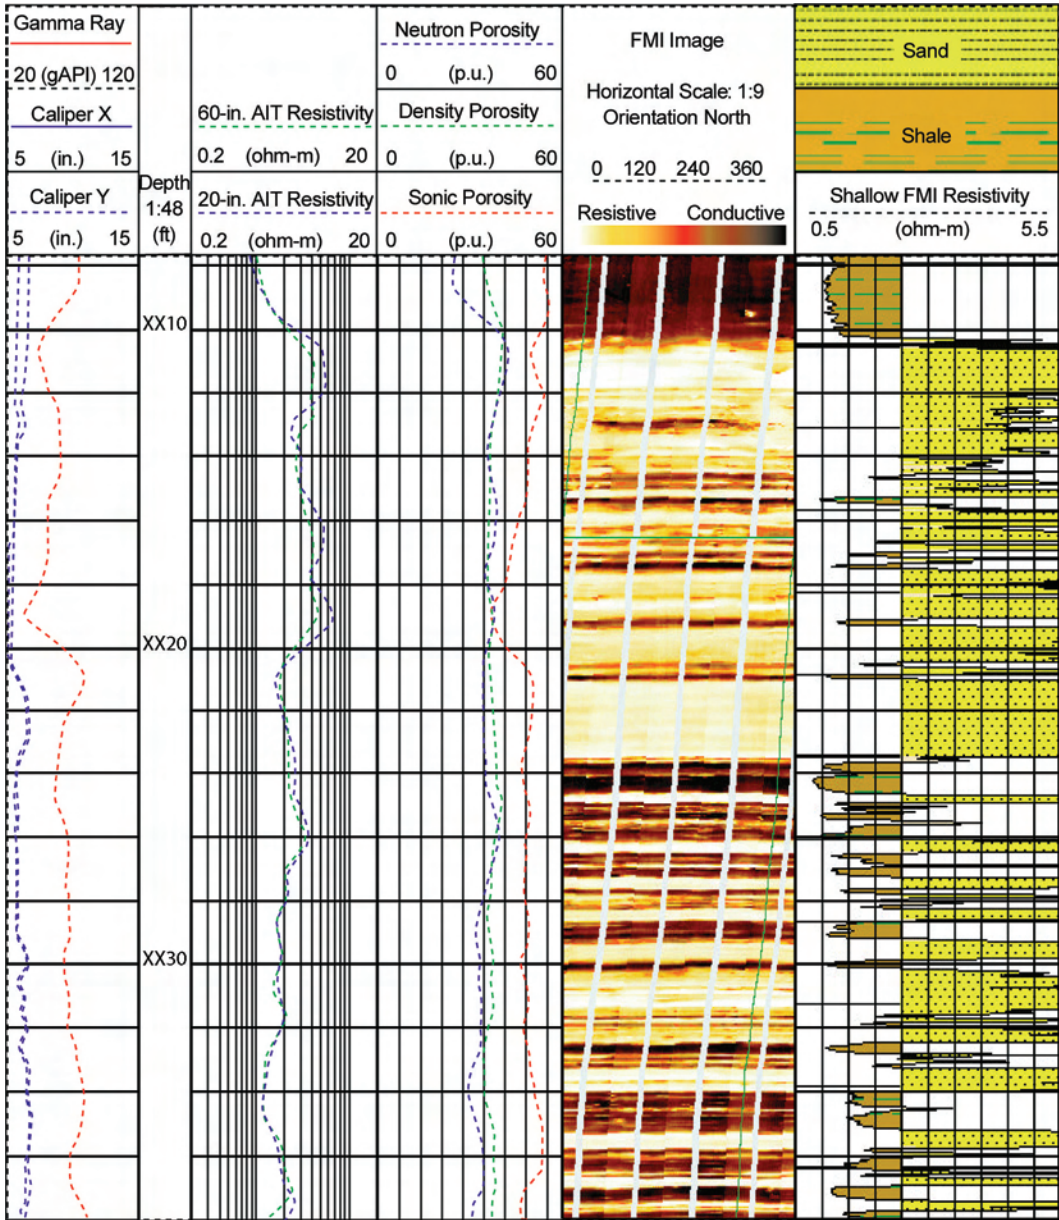 Gamma Ray
20 (gAPI) 120
Caliper X
5 (in.) 15
Caliper Y
5 (in.) 15
Depth
1:48
(ft)
60-in. AIT Resistivity
0.2 (ohm-m) 20
20-in. AIT Resistivity
0.2 (ohm-m) 20
Neutron Porosity
0 (p.u.) 60
Density Porosity
0 (p.u.) 60
Sonic Porosity
0 (p.u.) 60
FMI Image
Horizontal Scale: 1:9
Orientation North
0 120 240 360
Resistive Conductive
Sand
Shale
Shallow FMI Resistivity
0.5 (ohm-m) 5.5
XX10
XX20
XX30